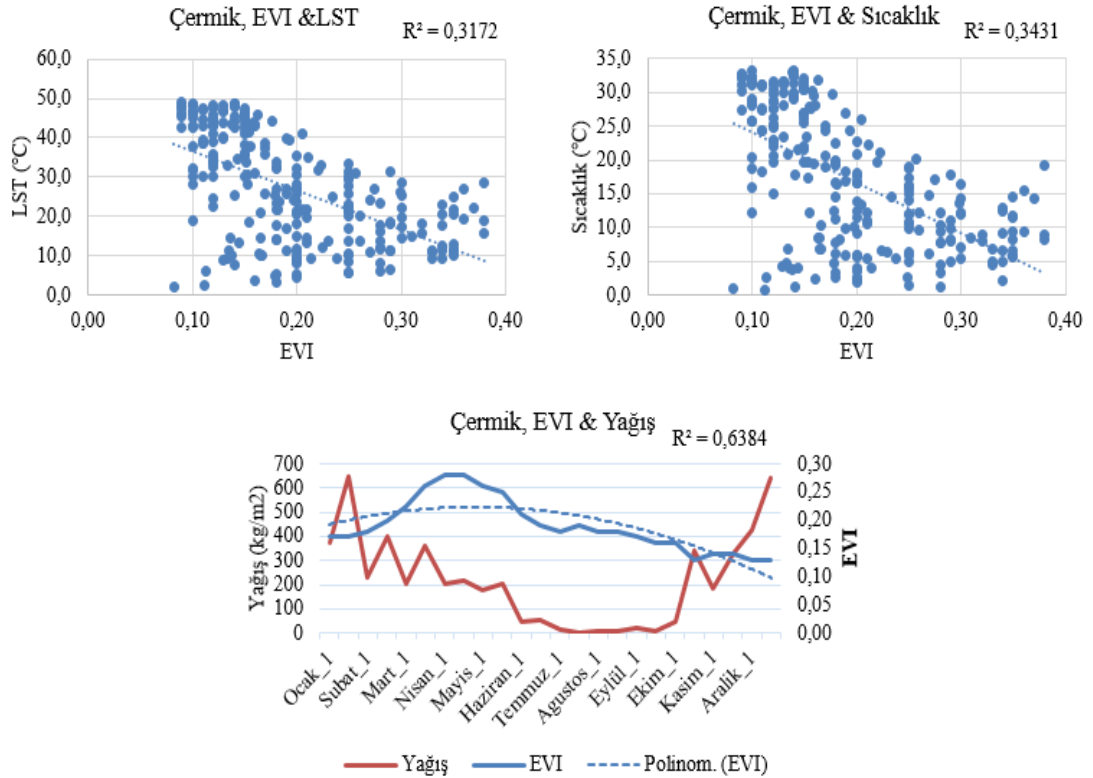 Çermik, EVI &LST
R² = 0,3172
60,0
50,0
40,0
30,0
20,0
10,0
0,0
LST (°C)
0,00 0,10 0,20 0,30 0,40
EVI
Çermik, EVI & Sıcaklık
R² = 0,3431
35,0
30,0
25,0
20,0
15,0
10,0
5,0
0,0
Sıcaklık (°C)
0,00 0,10 0,20 0,30 0,40
EVI
Çermik, EVI & Yağış
R² = 0,6384
700
600
500
400
300
200
100
0
Yağış (kg/m2)
0,30
0,25
0,20
0,15
0,10
0,05
0,00
EVI
Ocak_1
Subat_1
Mart_1
Nisan_1
Mayis_1
Haziran_1
Temmuz_1
Agustos_1
Eylül_1
Ekim_1
Kasim_1
Aralik_1
Yağış EVI Polinom. (EVI)